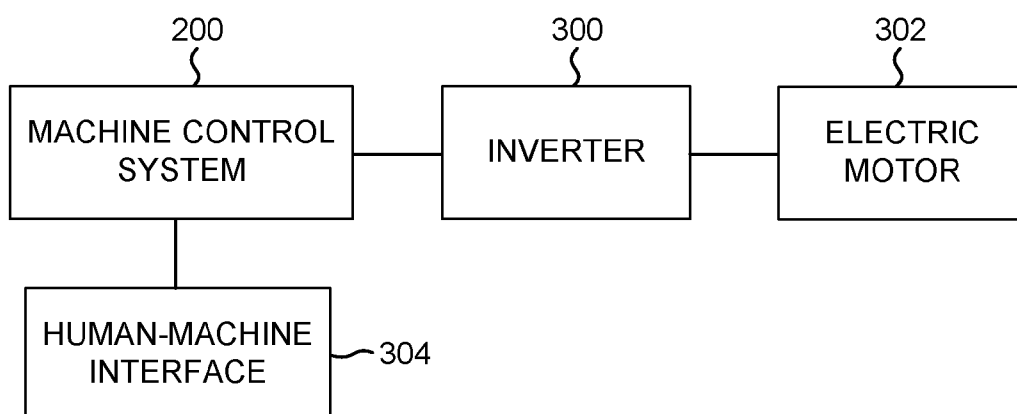 200
300
302
MACHINE CONTROL
SYSTEM
INVERTER
ELECTRIC
MOTOR
HUMAN-MACHINE
INTERFACE
304